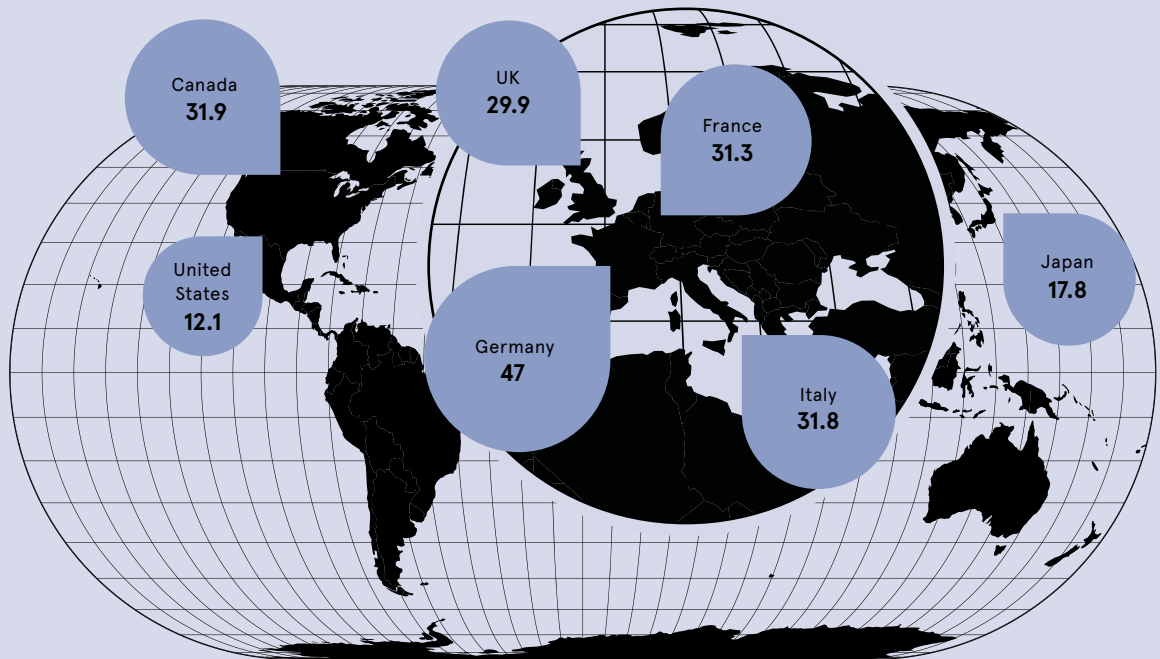 Canada
31.9
UK
29.9
France
31.3
United
States
12.1
Japan
17.8
Germany
47
Italy
31.8